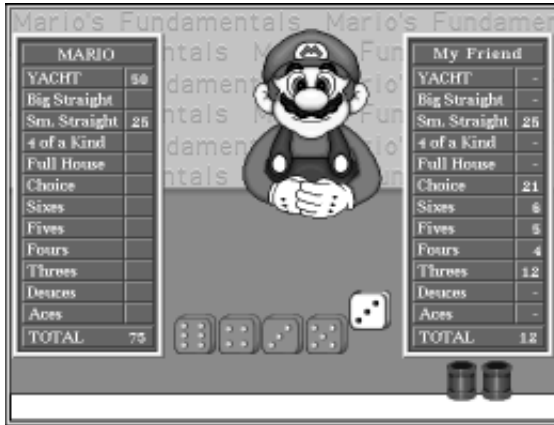 Mario's Fundamentals Mario's Fundamen
MARIO
YACHT 50
Big Straight
Sm. Straight 25
4 of a Kind
Full House
Choice
Sixes
Fives
Fours
Threes
Deuces
Aces
TOTAL 75
My Friend
YACHT -
Big Straight -
Sm. Straight 25
4 of a Kind -
Full House -
Choice 21
Sixes 6
Fives 5
Fours 4
Threes 12
Deuces -
Aces -
TOTAL 12